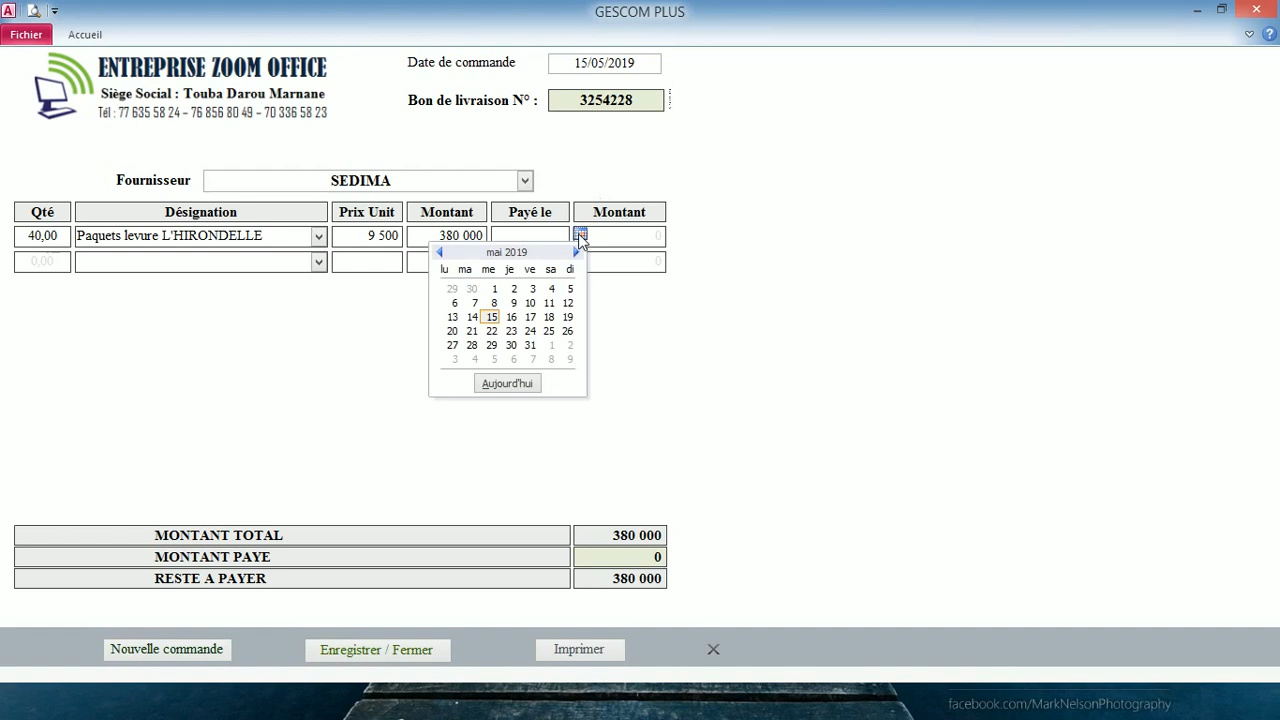 GESCOM PLUS
Fichier Accueil
ENTREPRISE ZOOM OFFICE
Siège Social : Touba Darou Marnane
Tél : 77 635 58 24 – 76 856 80 49 – 70 336 58 23
Date de commande 15/05/2019
Bon de livraison N° : 3254228
Fournisseur SEDIMA
Qté Désignation Prix Unit Montant Payé le Montant
40,00 Paquets levure L'HIRONDELLE 9 500 380 000 0
0,00 0
mai 2019
lu ma me je ve sa di
29 30 1 2 3 4 5
6 7 8 9 10 11 12
13 14 15 16 17 18 19
20 21 22 23 24 25 26
27 28 29 30 31 1 2
3 4 5 6 7 8 9
Aujourd'hui
MONTANT TOTAL 380 000
MONTANT PAYE 0
RESTE A PAYER 380 000
Nouvelle commande Enregistrer / Fermer Imprimer
facebook.com/MarkNelsonPhotography